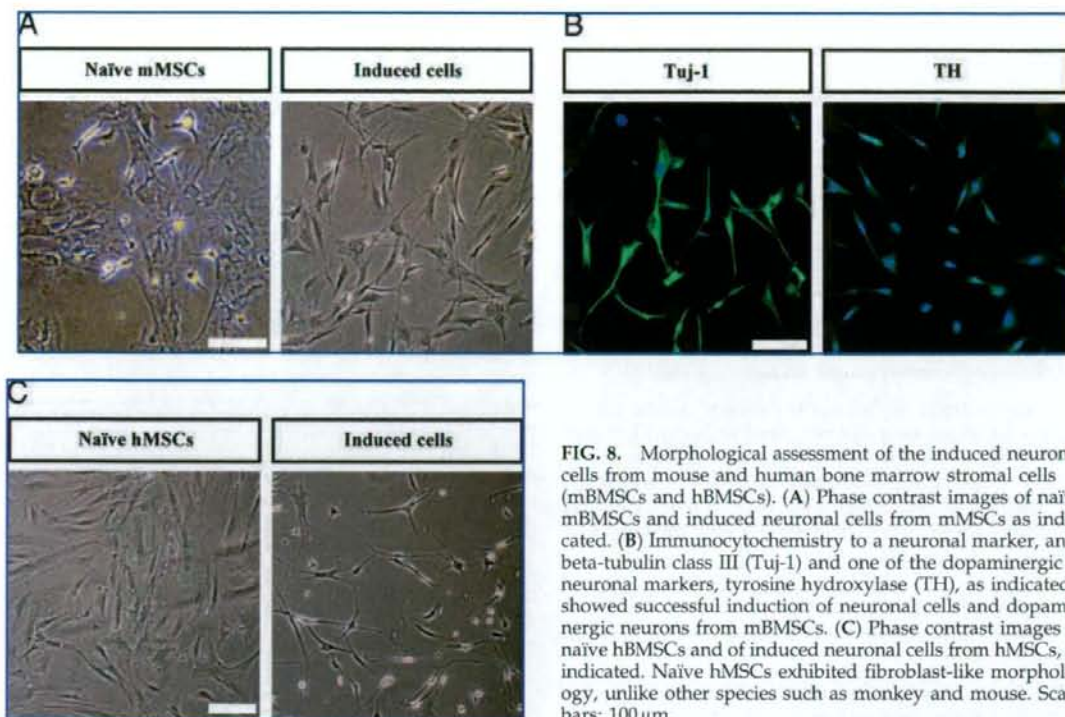 A
B
Naïve mMSCs
Induced cells
Tuj-1
TH
C
Naïve hMSCs
Induced cells
FIG. 8. Morphological assessment of the induced neuron
cells from mouse and human bone marrow stromal cells
(mBMSCs and hBMSCs). (A) Phase contrast images of naï
mBMSCs and induced neuronal cells from mMSCs as ind
cated. (B) Immunocytochemistry to a neuronal marker, an
beta-tubulin class III (Tuj-1) and one of the dopaminergic
neuronal markers, tyrosine hydroxylase (TH), as indicated
showed successful induction of neuronal cells and dopam
nergic neurons from mBMSCs. (C) Phase contrast images
naïve hBMSCs and of induced neuronal cells from hMSCs,
indicated. Naïve hMSCs exhibited fibroblast-like morphol
ogy, unlike other species such as monkey and mouse. Sca
bars: 100 μm